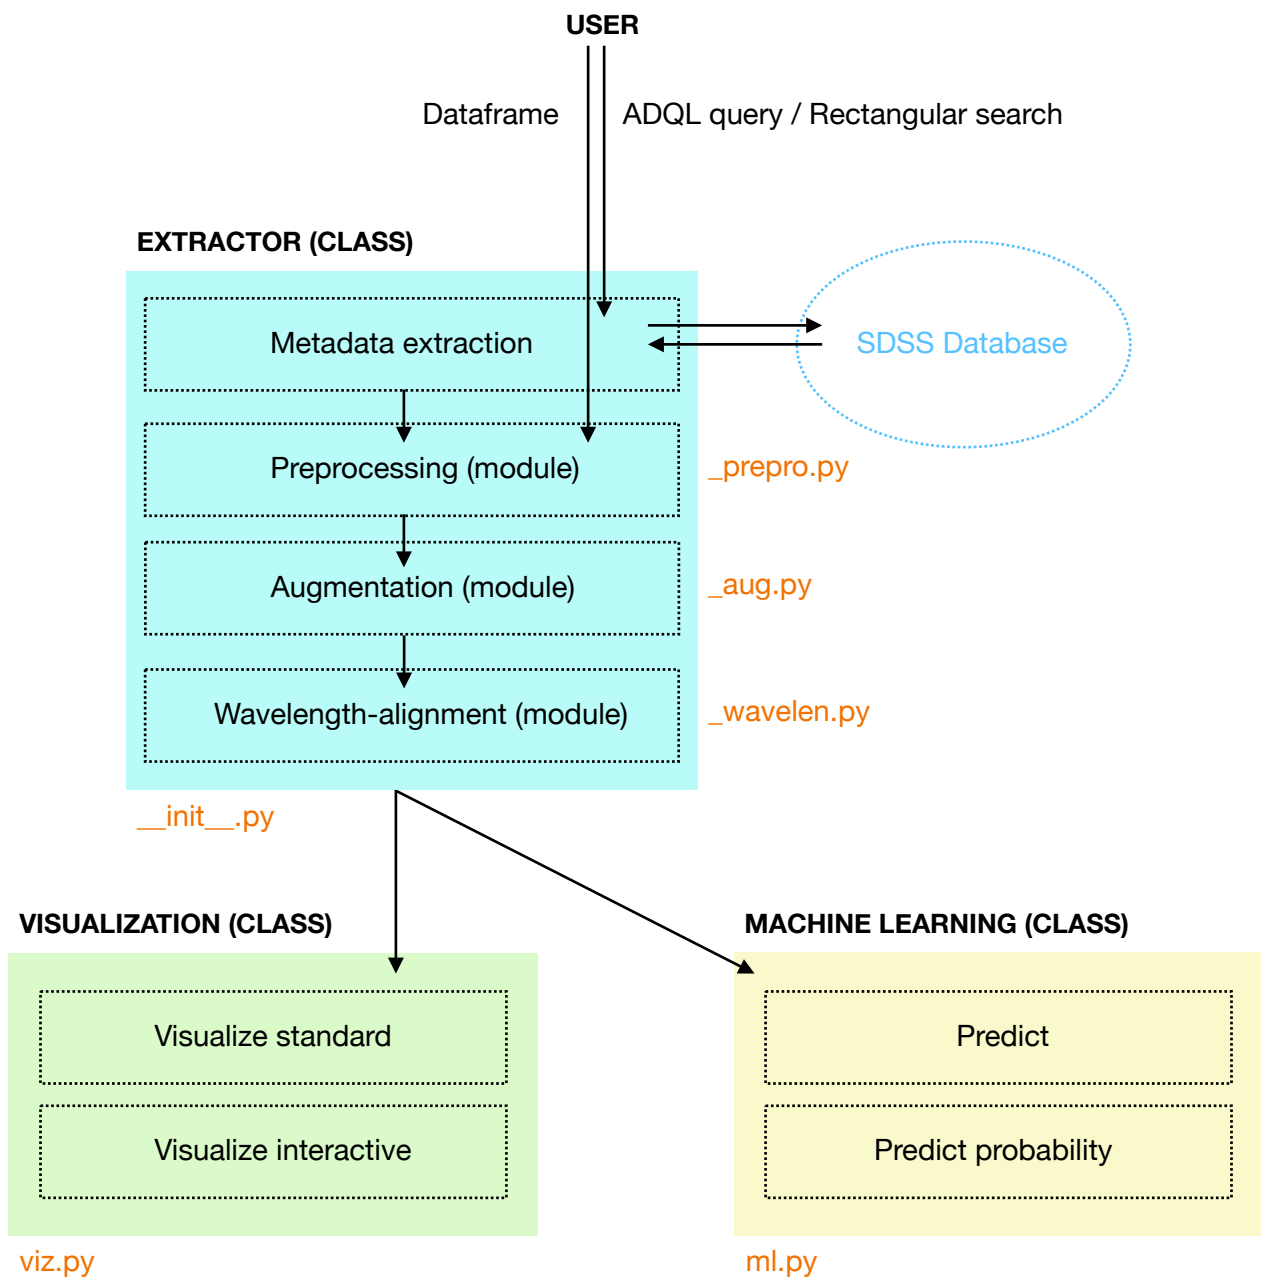 USER
Dataframe
ADQL query / Rectangular search
EXTRACTOR (CLASS)
Metadata extraction
SDSS Database
Preprocessing (module)
_prepro.py
Augmentation (module)
_aug.py
Wavelength-alignment (module)
_wavelen.py
__init__.py
VISUALIZATION (CLASS)
MACHINE LEARNING (CLASS)
Visualize standard
Predict
Visualize interactive
Predict probability
viz.py
ml.py